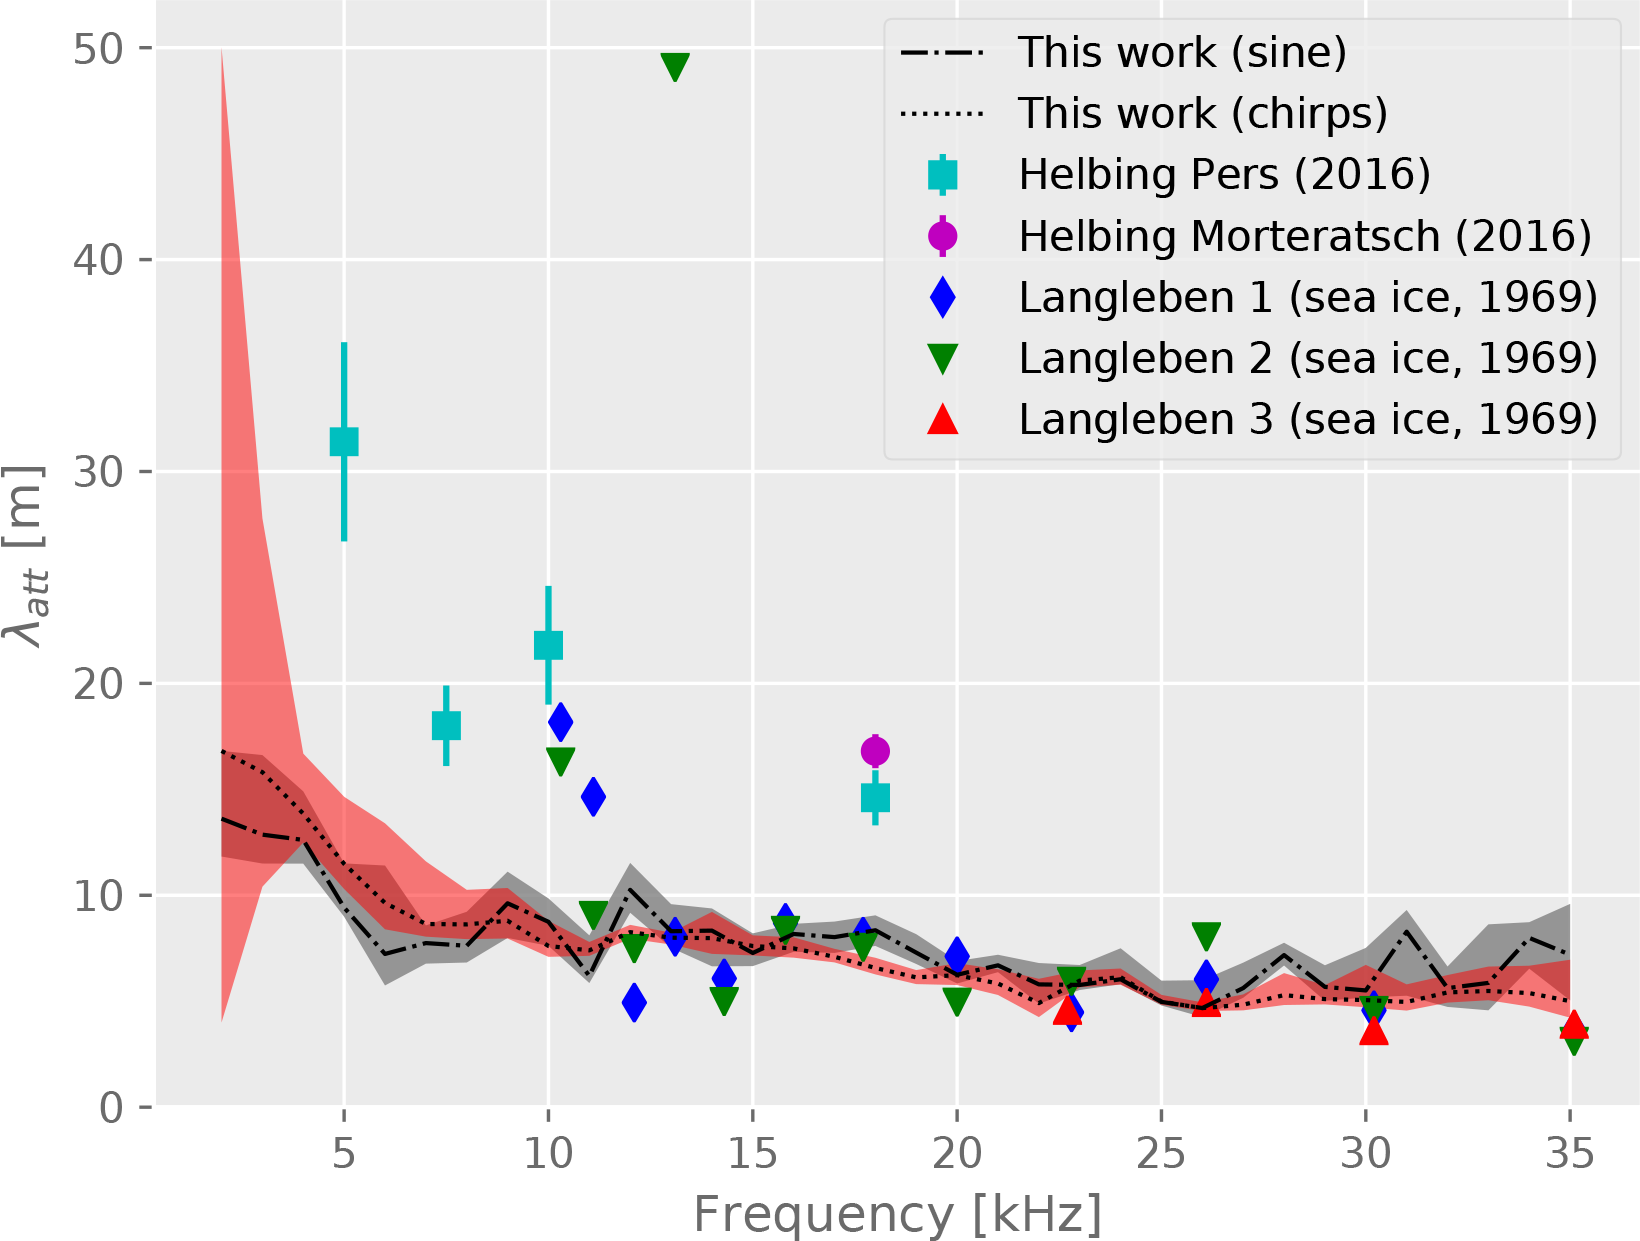 50
40
30
20
10
0
λatt [m]
5 10 15 20 25 30 35
Frequency [kHz]
This work (sine)
This work (chirps)
Helbing Pers (2016)
Helbing Morteratsch (2016)
Langleben 1 (sea ice, 1969)
Langleben 2 (sea ice, 1969)
Langleben 3 (sea ice, 1969)